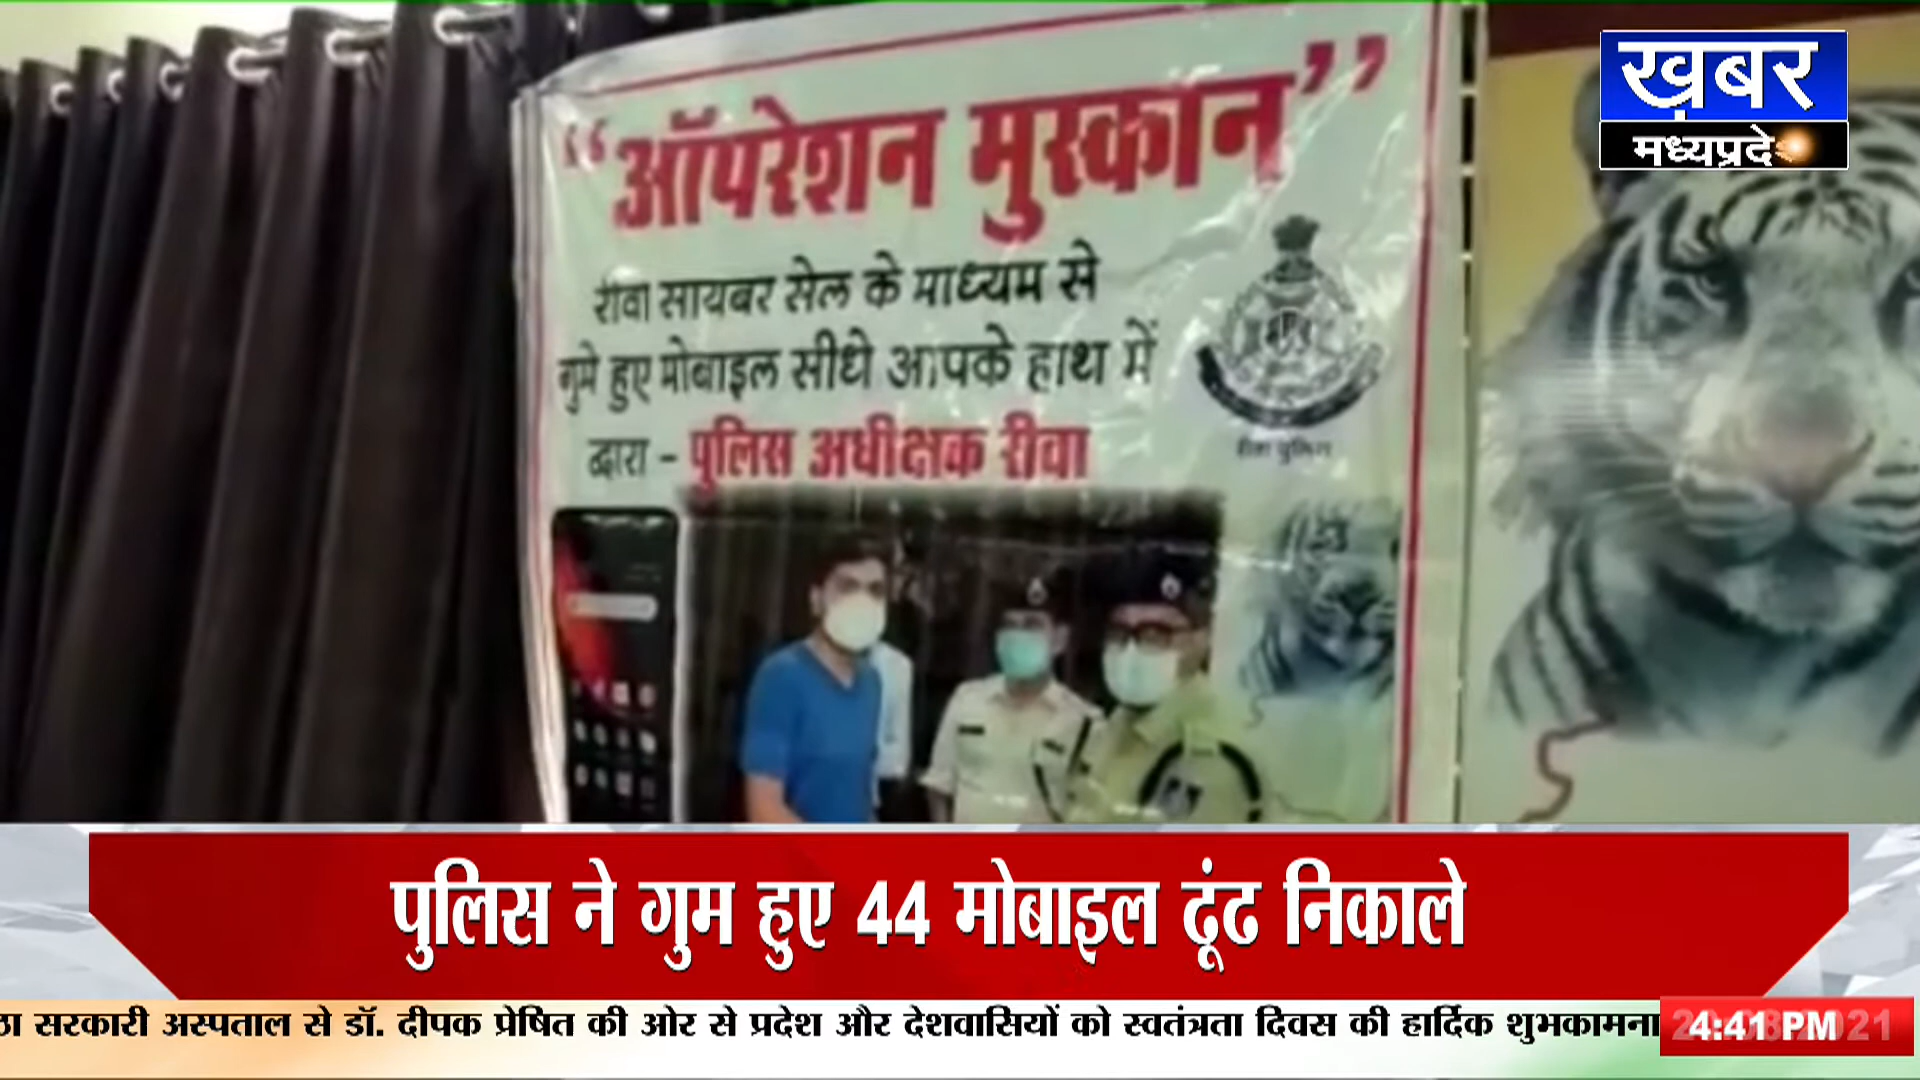 ख़बर
मध्यप्रदे
“ऑपरेशन मुस्कान”
रीवा सायबर सेल के माध्यम से
गुमे हुए मोबाइल सीधे आपके हाथ में
द्वारा – पुलिस अधीक्षक रीवा
रीवा पुलिस
पुलिस ने गुम हुए 44 मोबाइल ढूंढ निकाले
सरकारी अस्पताल से डॉ. दीपक प्रेषित की ओर से प्रदेश और देशवासियों को स्वतंत्रता दिवस की हार्दिक शुभकामना
4:41 PM